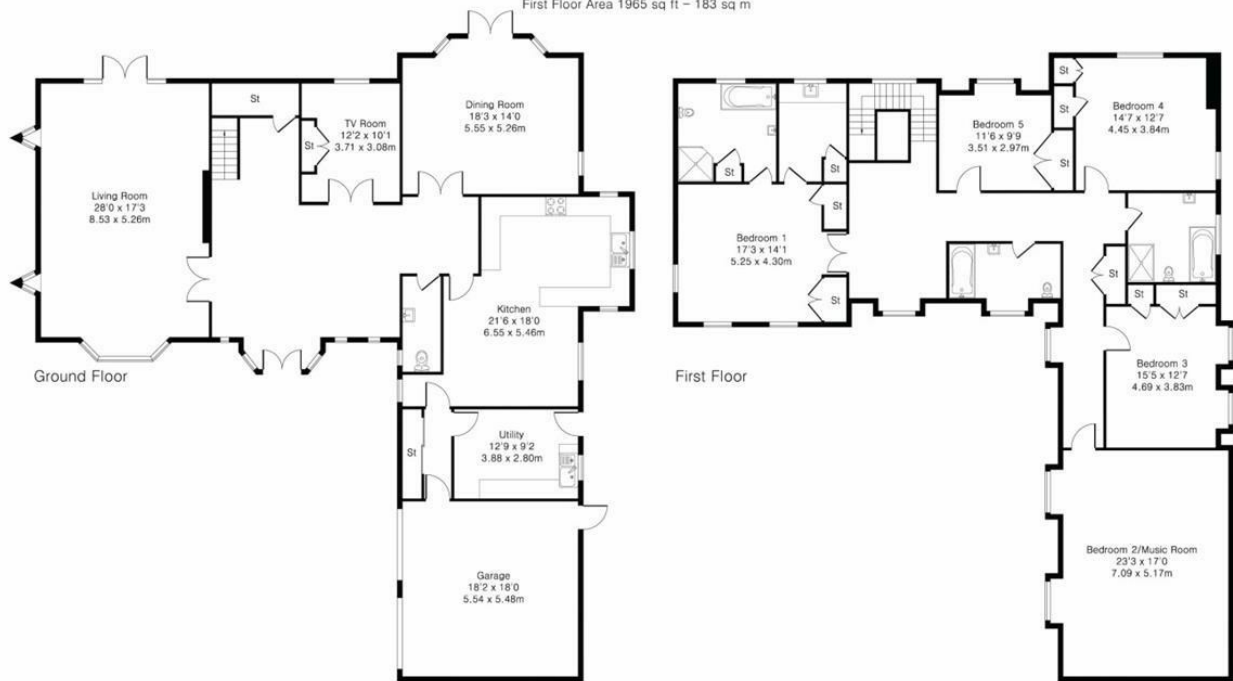 First Floor Area 1965 sq ft – 183 sq m
St
TV Room
12'2 x 10'1
3.71 x 3.08m
St
Dining Room
18'3 x 14'0
5.55 x 5.26m
Living Room
28'0 x 17'3
8.53 x 5.26m
Kitchen
21'6 x 18'0
6.55 x 5.46m
Ground Floor
Utility
12'9 x 9'2
3.88 x 2.80m
St
Garage
18'2 x 18'0
5.54 x 5.48m
St
St
St
Bedroom 5
11'6 x 9'9
3.51 x 2.97m
St
St
St
Bedroom 4
14'7 x 12'7
4.45 x 3.84m
Bedroom 1
17'3 x 14'1
5.25 x 4.30m
St
St
St
St
St
Bedroom 3
15'5 x 12'7
4.69 x 3.83m
First Floor
Bedroom 2/Music Room
23'3 x 17'0
7.09 x 5.17m